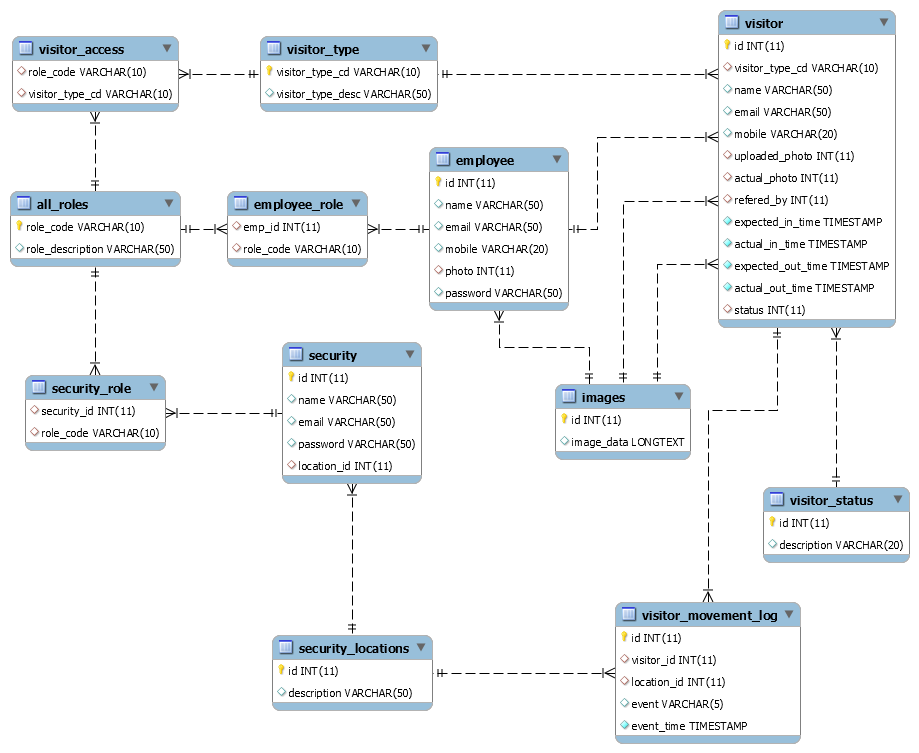 visitor_access
role_code VARCHAR(10)
visitor_type_cd VARCHAR(10)
visitor_type
visitor_type_cd VARCHAR(10)
visitor_type_desc VARCHAR(50)
visitor
id INT(11)
visitor_type_cd VARCHAR(10)
name VARCHAR(50)
email VARCHAR(50)
mobile VARCHAR(20)
uploaded_photo INT(11)
actual_photo INT(11)
refered_by INT(11)
expected_in_time TIMESTAMP
actual_in_time TIMESTAMP
expected_out_time TIMESTAMP
actual_out_time TIMESTAMP
status INT(11)
all_roles
role_code VARCHAR(10)
role_description VARCHAR(50)
employee_role
emp_id INT(11)
role_code VARCHAR(10)
employee
id INT(11)
name VARCHAR(50)
email VARCHAR(50)
mobile VARCHAR(20)
photo INT(11)
password VARCHAR(50)
security_role
security_id INT(11)
role_code VARCHAR(10)
security
id INT(11)
name VARCHAR(50)
email VARCHAR(50)
password VARCHAR(50)
location_id INT(11)
images
id INT(11)
image_data LONGTEXT
visitor_status
id INT(11)
description VARCHAR(20)
security_locations
id INT(11)
description VARCHAR(50)
visitor_movement_log
id INT(11)
visitor_id INT(11)
location_id INT(11)
event VARCHAR(5)
event_time TIMESTAMP